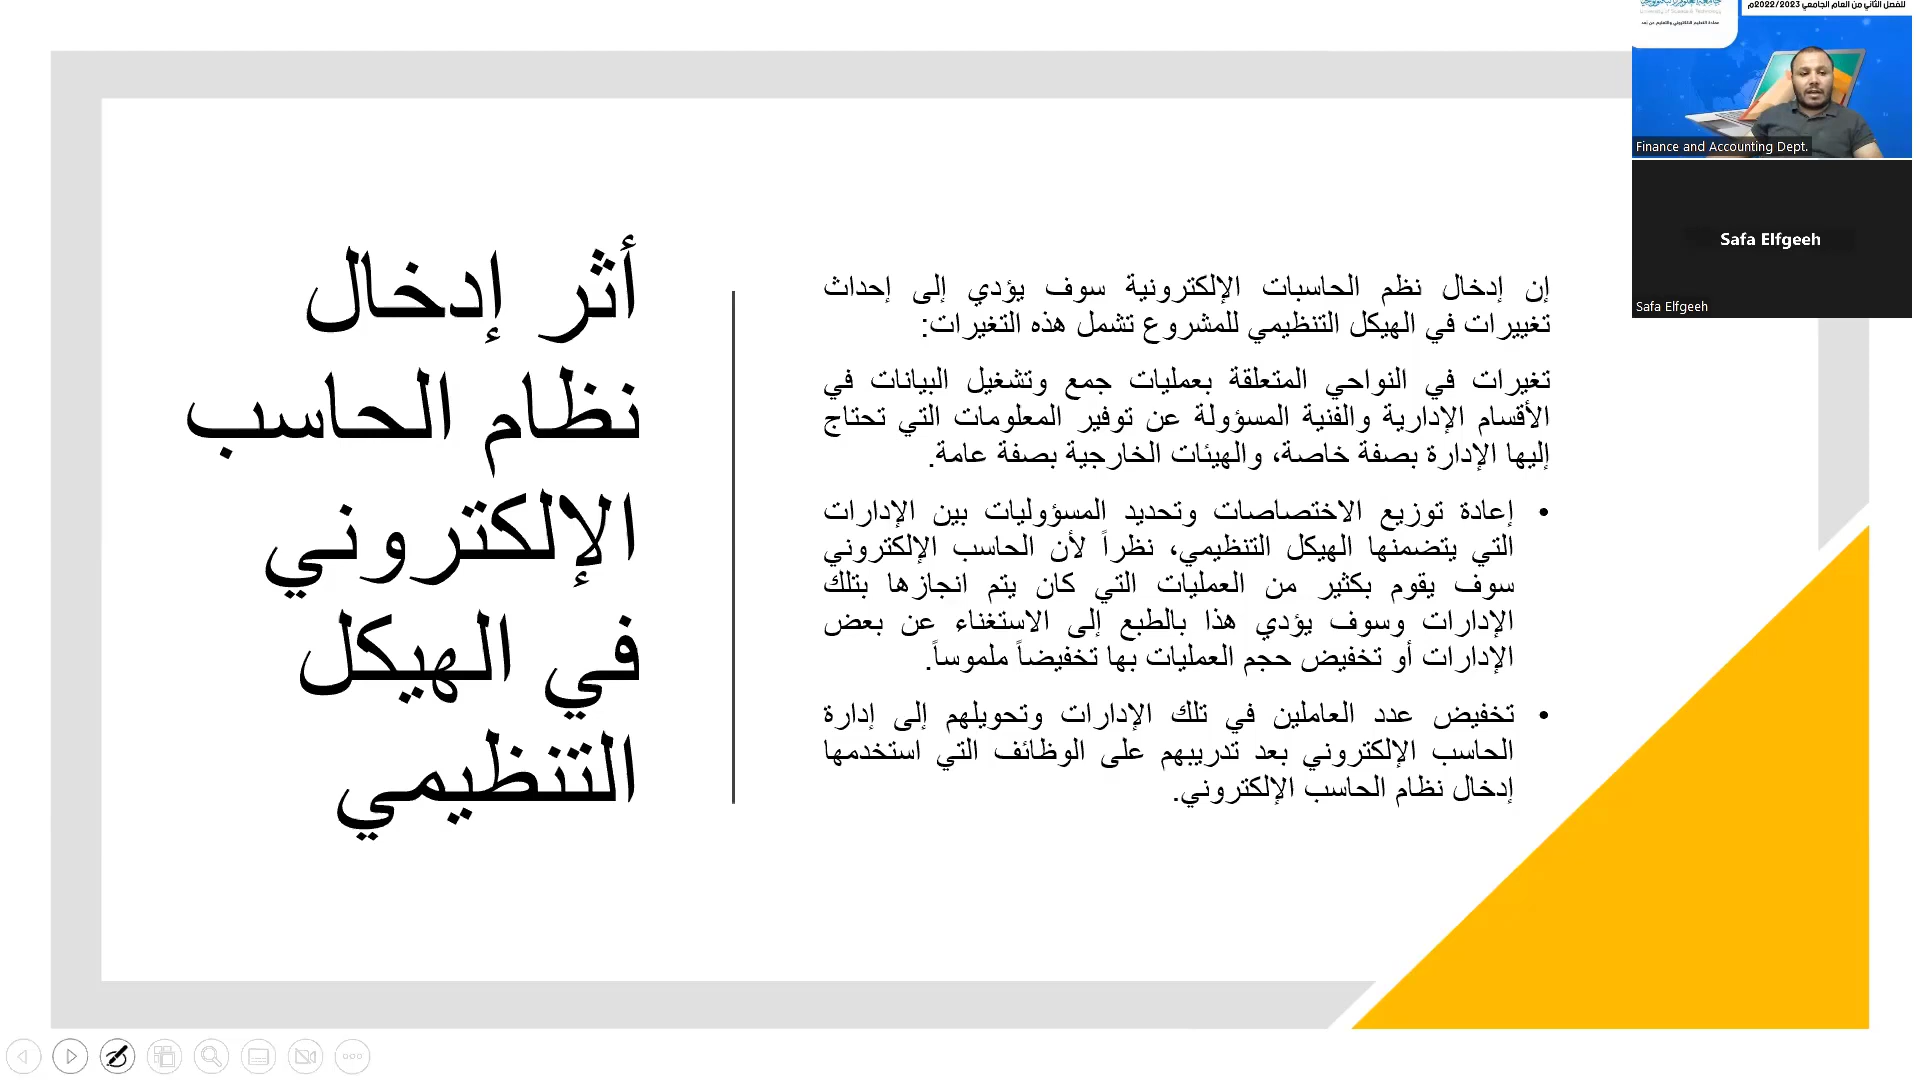 للفصل الثاني من العام الجامعي 2022/2023م
عمادة التعليم الإلكتروني والتعليم عن بعد
Finance and Accounting Dept.
Safa Elfgeeh
Safa Elfgeeh
أثر إدخال
نظام الحاسب
الإلكتروني
في الهيكل
التنظيمي
إن إدخال نظم الحاسبات الإلكترونية سوف يؤدي إلى إحداث
تغييرات في الهيكل التنظيمي للمشروع تشمل هذه التغيرات:
تغيرات في النواحي المتعلقة بعمليات جمع وتشغيل البيانات في
الأقسام الإدارية والفنية المسؤولة عن توفير المعلومات التي تحتاج
إليها الإدارة بصفة خاصة، والهيئات الخارجية بصفة عامة.
• إعادة توزيع الاختصاصات وتحديد المسؤوليات بين الإدارات
التي يتضمنها الهيكل التنظيمي، نظراً لأن الحاسب الإلكتروني
سوف يقوم بكثير من العمليات التي كان يتم انجازها بتلك
الإدارات وسوف يؤدي هذا بالطبع إلى الاستغناء عن بعض
الإدارات أو تخفيض حجم العمليات بها تخفيضاً ملموساً.
• تخفيض عدد العاملين في تلك الإدارات وتحويلهم إلى إدارة
الحاسب الإلكتروني بعد تدريبهم على الوظائف التي استخدمها
إدخال نظام الحاسب الإلكتروني.